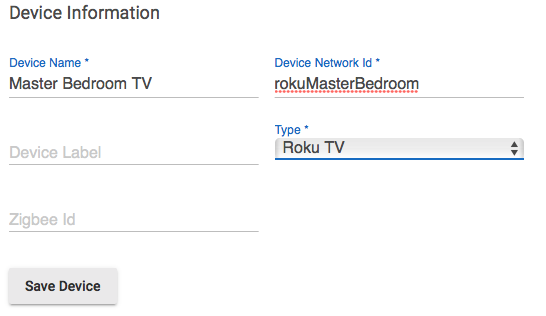 Device Information
Device Name *
Master Bedroom TV
Device Network Id *
rokuMasterBedroom
Device Label
Type *
Roku TV
Zigbee Id
Save Device